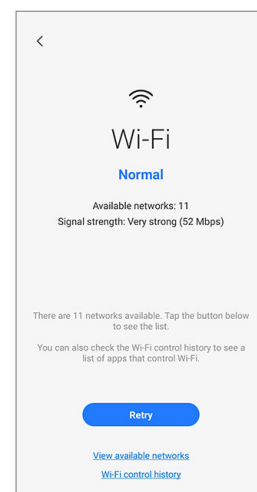 Wi-Fi
Normal
Available networks: 11
Signal strength: Very strong (52 Mbps)
There are 11 networks available. Tap the button below
to see the list.
You can also check the Wi-Fi control history to see a
list of apps that control Wi-Fi.
Retry
View available networks
Wi-Fi control history